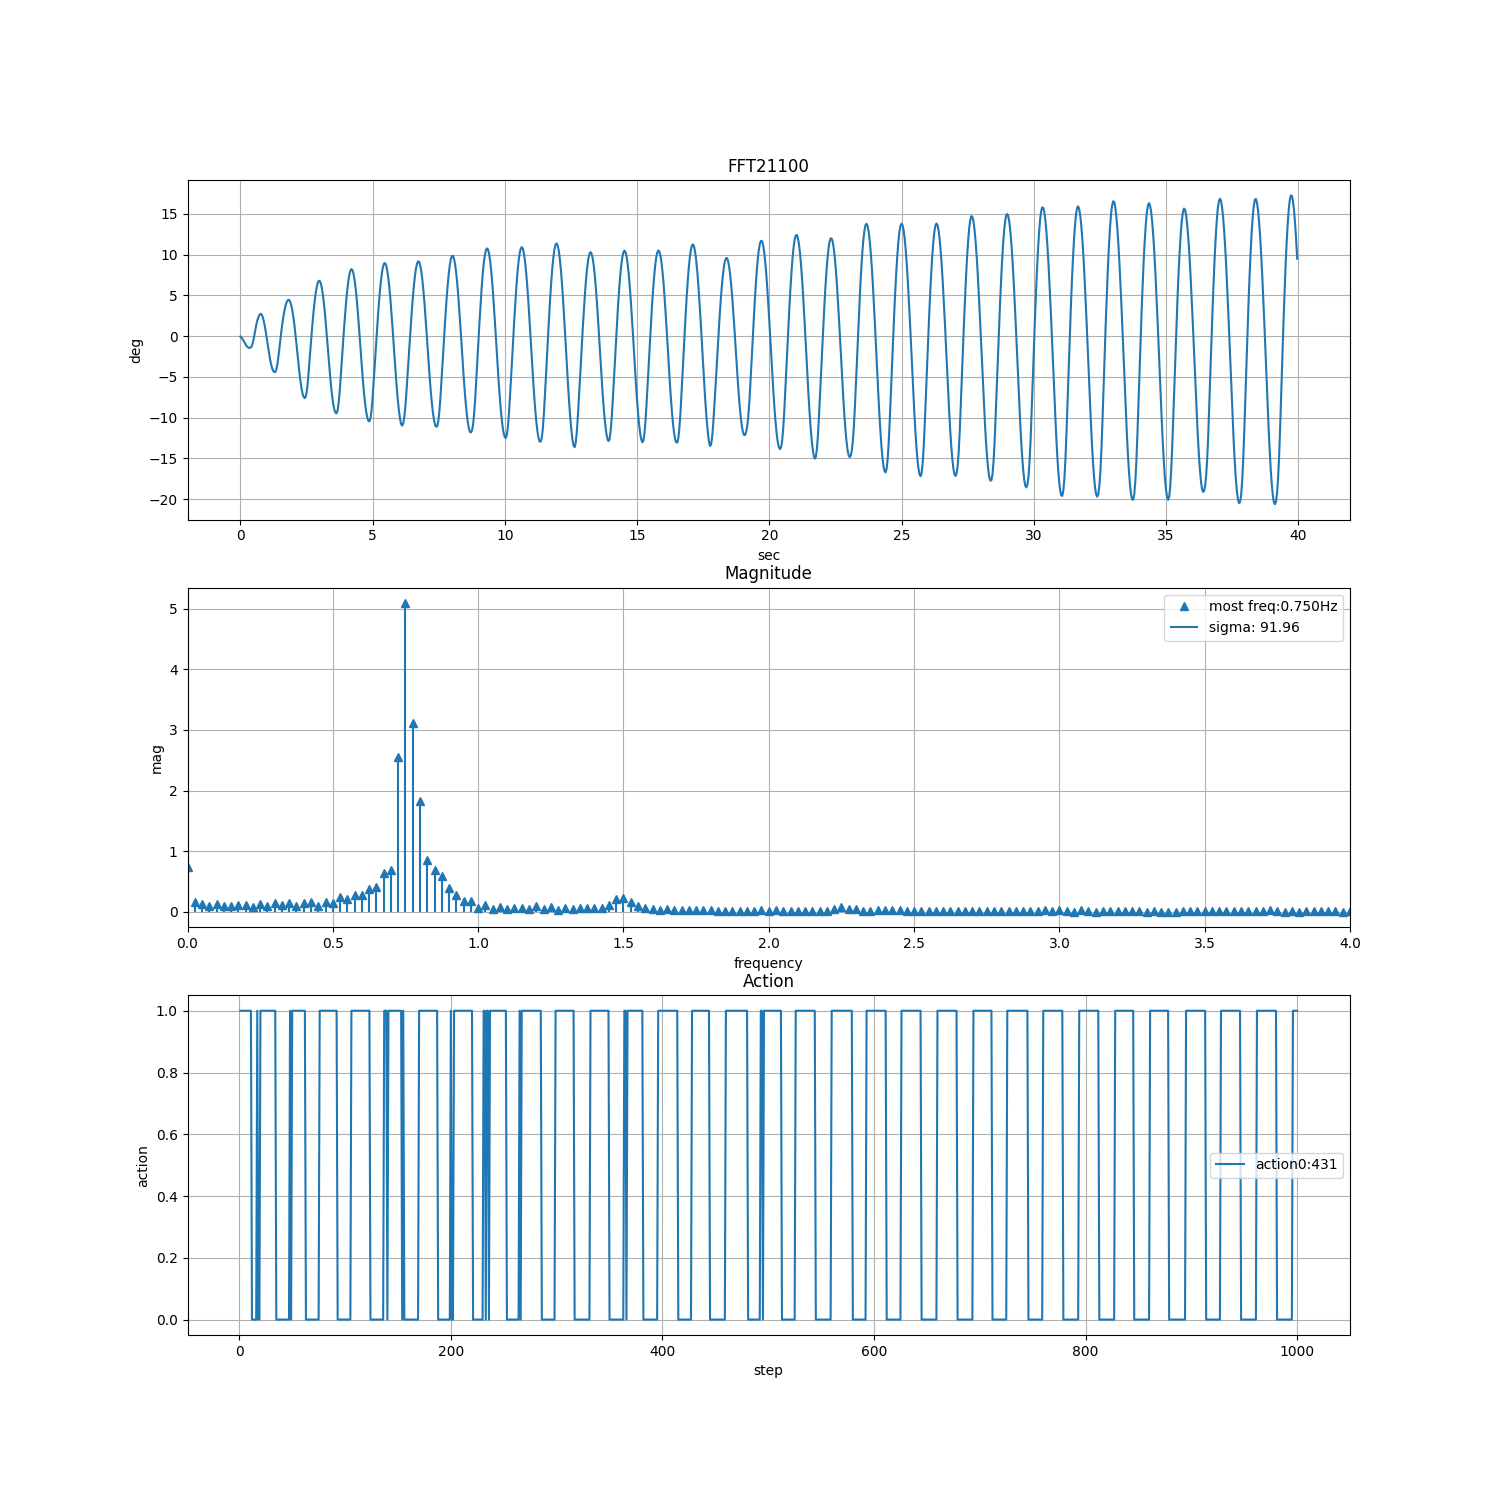 FFT21100
15
10
5
0
−5
−10
−15
−20
deg
0 5 10 15 20 25 30 35 40
sec
Magnitude
most freq:0.750Hz
sigma: 91.96
5
4
3
2
1
0
mag
0.0 0.5 1.0 1.5 2.0 2.5 3.0 3.5 4.0
frequency
Action
1.0
0.8
0.6
0.4
0.2
0.0
action
action0:431
0 200 400 600 800 1000
step